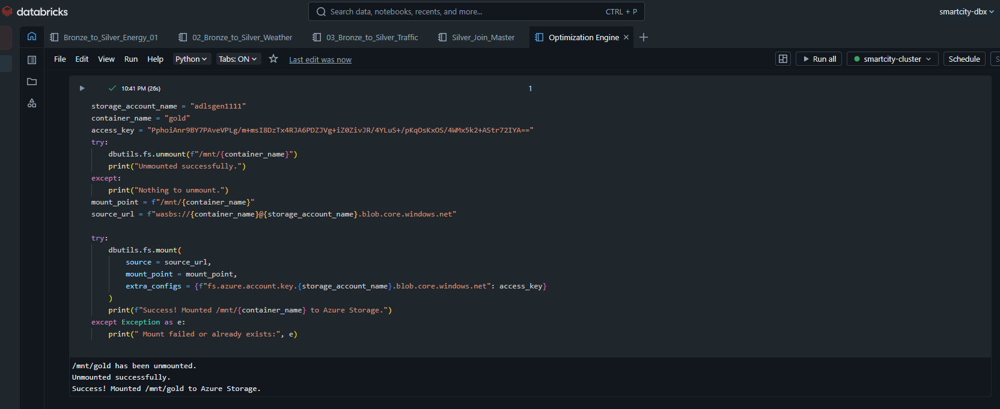 databricks
Search data, notebooks, recents, and more...
CTRL + P
smartcity-dbx
Bronze_to_Silver_Energy_01
02_Bronze_to_Silver_Weather
03_Bronze_to_Silver_Traffic
Silver_Join_Master
Optimization Engine
File Edit View Run Help Python Tabs: ON Last edit was now
Run all
smartcity-cluster
Schedule
10:41 PM (26s)
1
storage_account_name = "adlsgen1111"
container_name = "gold"
access_key = "PphoiAnr9BY7PAveVPLg/m+msI8DzTx4RJA6PDZJVg+iZ0ZivJR/4YLuS+/pKqOsKxOS/4WMx5k2+AStr72IYA=="
try:
    dbutils.fs.unmount(f"/mnt/{container_name}")
    print("Unmounted successfully.")
except:
    print("Nothing to unmount.")
mount_point = f"/mnt/{container_name}"
source_url = f"wasbs://{container_name}@{storage_account_name}.blob.core.windows.net"
try:
    dbutils.fs.mount(
        source = source_url,
        mount_point = mount_point,
        extra_configs = {f"fs.azure.account.key.{storage_account_name}.blob.core.windows.net": access_key}
    )
    print(f"Success! Mounted /mnt/{container_name} to Azure Storage.")
except Exception as e:
    print(" Mount failed or already exists:", e)
/mnt/gold has been unmounted.
Unmounted successfully.
Success! Mounted /mnt/gold to Azure Storage.